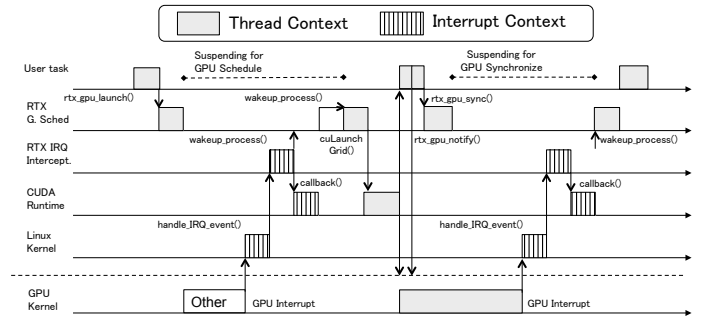 Thread Context
Interrupt Context
Suspending for
GPU Schedule
Suspending for
GPU Synchronize
User task
rtx_gpu_launch()
wakeup_process()
rtx_gpu_sync()
RTX
G. Sched
wakeup_process()
cuLaunch
Grid()
rtx_gpu_notify()
wakeup_process()
RTX IRQ
Intercept.
callback()
callback()
CUDA
Runtime
handle_IRQ_event()
handle_IRQ_event()
Linux
Kernel
GPU
Kernel
Other
GPU Interrupt
GPU Interrupt